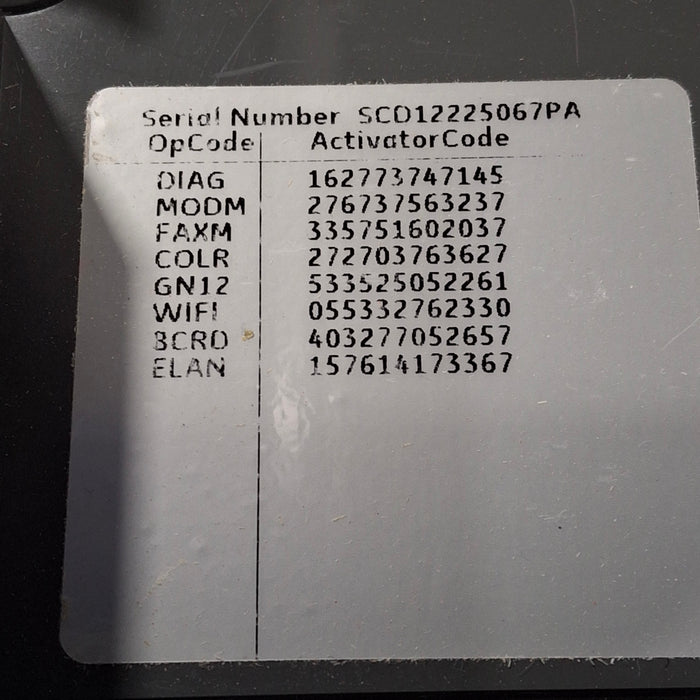 Serial Number SCD12225067PA
OpCode ActivatorCode
DIAG 162773747145
MODM 276737563237
FAXM 335751602037
COLR 272703763627
GN12 533525052261
WIFI 055332762330
BCRD 403277052657
ELAN 157614173367